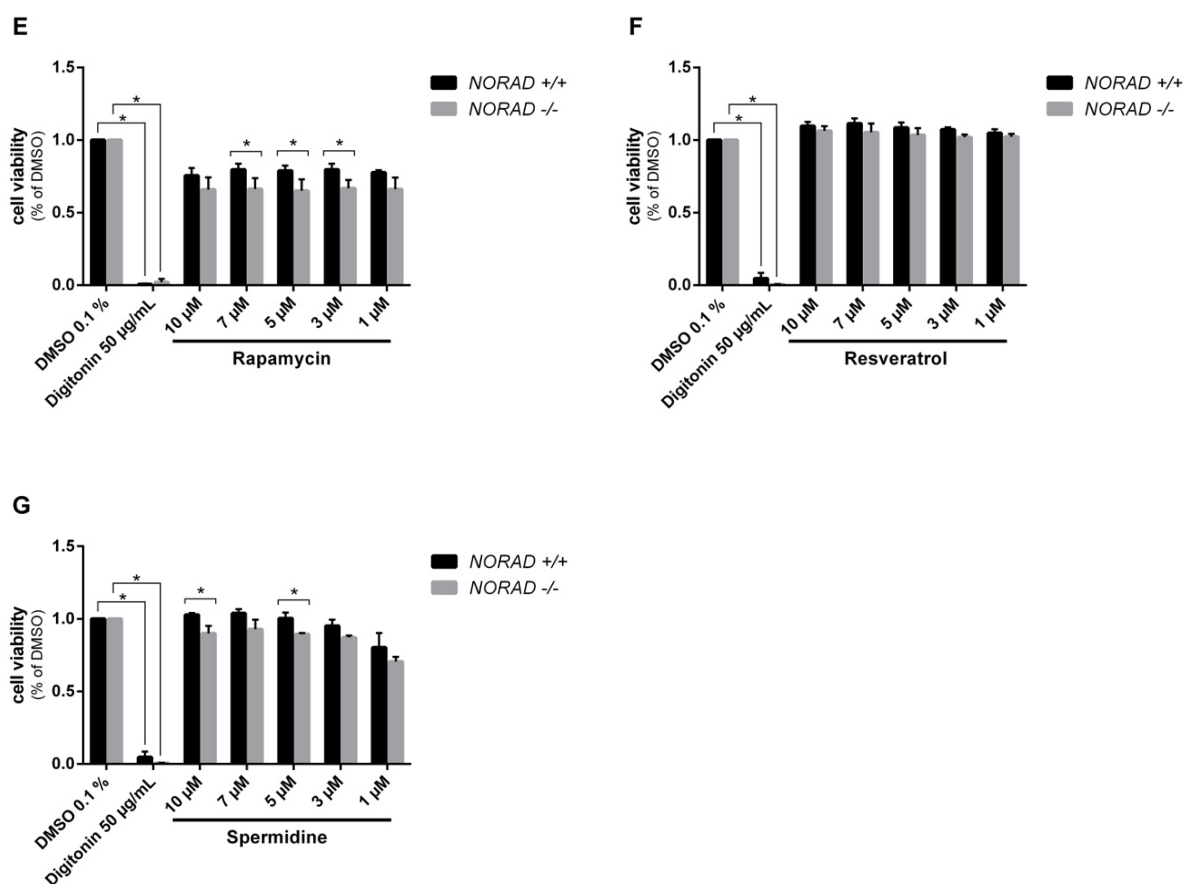 E
1.5
1.0
0.5
0.0
cell viability
(% of DMSO)
* *
* * *
NORAD +/+
NORAD -/-
DMSO 0.1 %
Digitonin 50 µg/mL
10 µM
7 µM
5 µM
3 µM
1 µM
Rapamycin
F
1.5
1.0
0.5
0.0
cell viability
(% of DMSO)
* *
NORAD +/+
NORAD -/-
DMSO 0.1 %
Digitonin 50 µg/mL
10 µM
7 µM
5 µM
3 µM
1 µM
Resveratrol
G
1.5
1.0
0.5
0.0
cell viability
(% of DMSO)
* *
* *
NORAD +/+
NORAD -/-
DMSO 0.1 %
Digitonin 50 µg/mL
10 µM
7 µM
5 µM
3 µM
1 µM
Spermidine